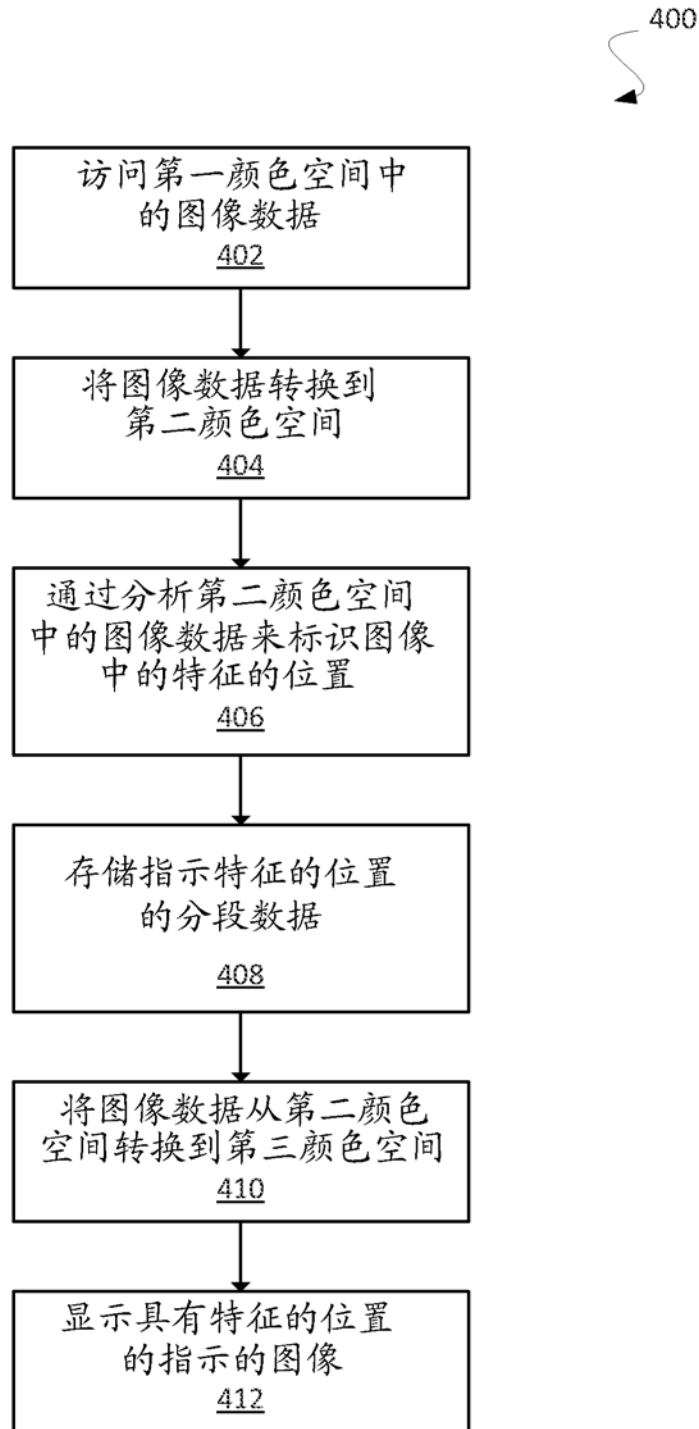 400
访问第一颜色空间中
的图像数据
402
将图像数据转换到
第二颜色空间
404
通过分析第二颜色空间
中的图像数据来标识图像
中的特征的位置
406
存储指示特征的位置
的分段数据
408
将图像数据从第二颜色
空间转换到第三颜色空间
410
显示具有特征的位置
的指示的图像
412